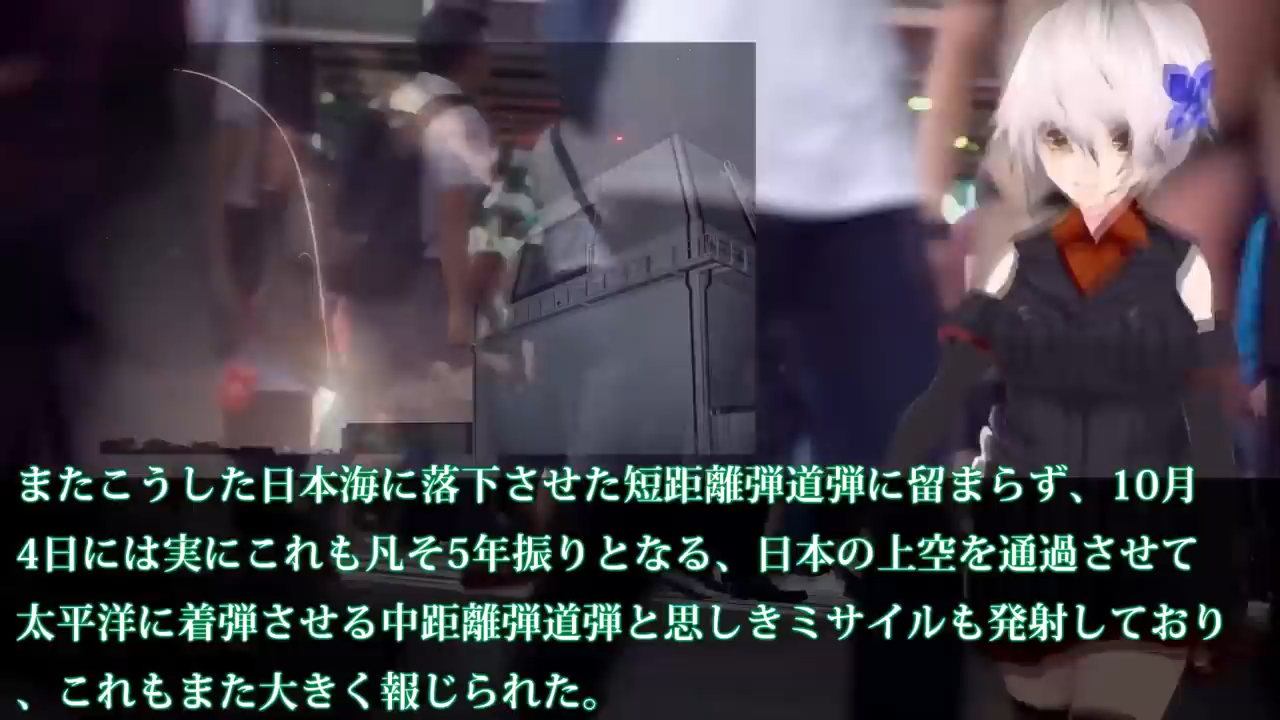 またこうした日本海に落下させた短距離弾道弾に留まらず、10月
4日には実にこれも凡そ5年振りとなる、日本の上空を通過させて
太平洋に着弾させる中距離弾道弾と思しきミサイルも発射しており
、これもまた大きく報じられた。